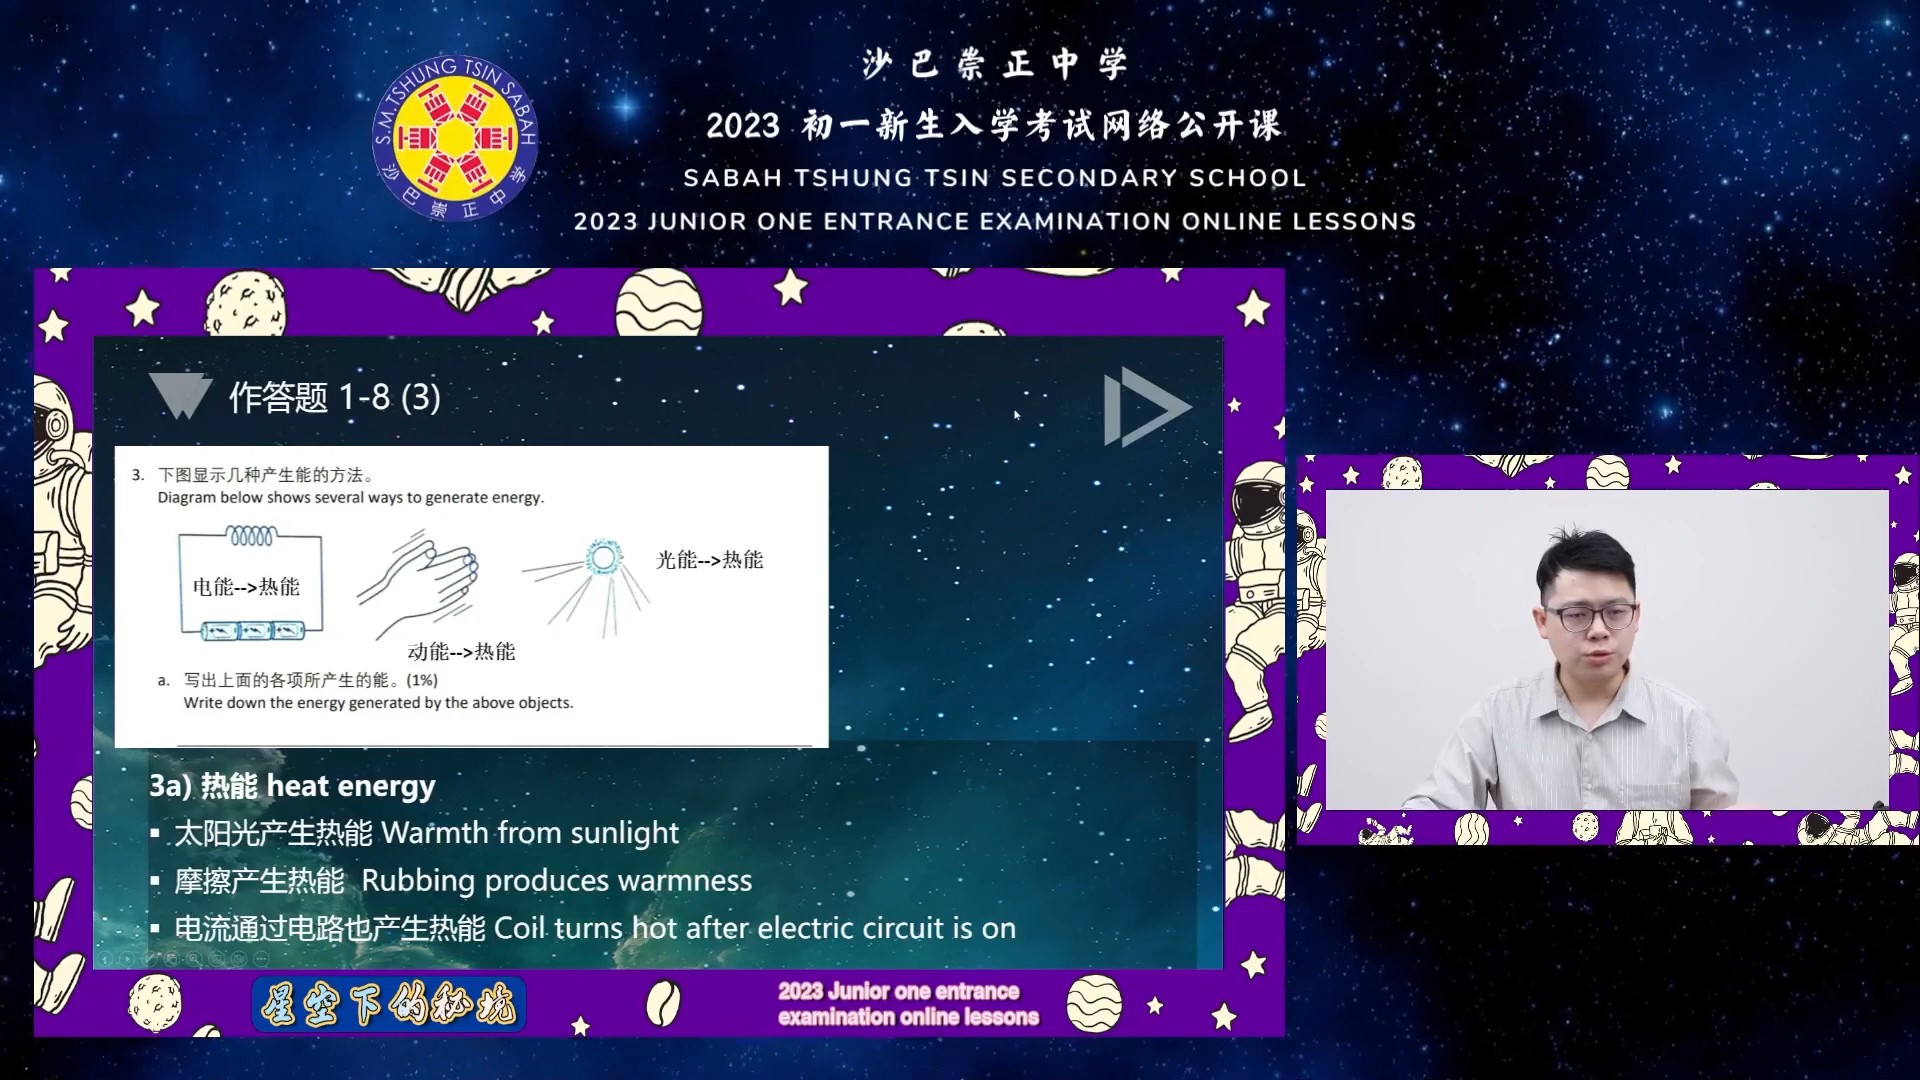 沙巴崇正中学
2023 初一新生入学考试网络公开课
SABAH TSHUNG TSIN SECONDARY SCHOOL
2023 JUNIOR ONE ENTRANCE EXAMINATION ONLINE LESSONS
S.M. TSHUNG TSIN SABAH
沙巴崇正中学
作答题 1-8 (3)
3. 下图显示几种产生能的方法。
Diagram below shows several ways to generate energy.
电能-->热能
动能-->热能
光能-->热能
a. 写出上面的各项所产生的能。(1%)
Write down the energy generated by the above objects.
3a) 热能 heat energy
▪ 太阳光产生热能 Warmth from sunlight
▪ 摩擦产生热能 Rubbing produces warmness
▪ 电流通过电路也产生热能 Coil turns hot after electric circuit is on
星空下的秘境
2023 Junior one entrance
examination online lessons